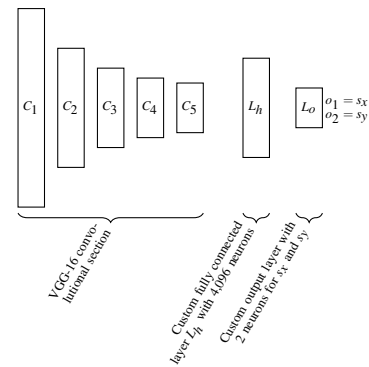 C1
C2
C3
C4
C5
Lh
Lo
o1 = sx
o2 = sy
VGG-16 convo-
lutional section
Custom fully connected
layer Lh with 4,096 neurons
Custom output layer with
2 neurons for sx and sy